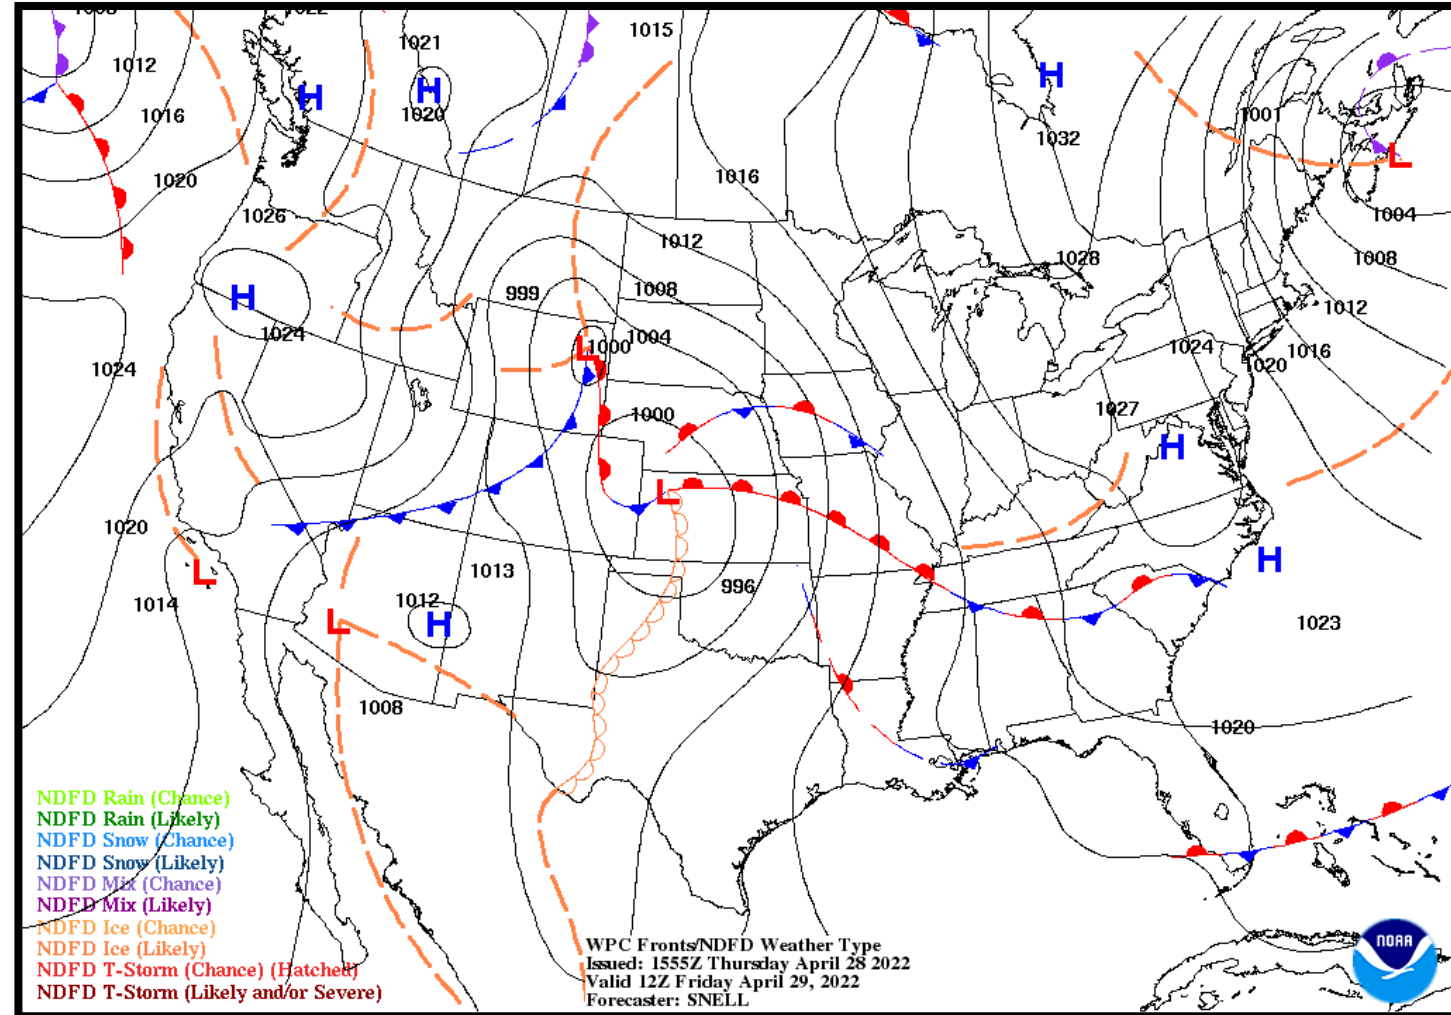 1022
1021
1015
1012
H
H
1020
H
1016
1001
1032
L
1020
1016
1026
1004
1012
1028
1008
999
1008
H
1012
1024
1004
1000
L
1016
1024
1024
1020
1000
1027
H
1013
L
1020
H
L
1013
996
1014
1012
H
L
1023
1008
1020
NDFD Rain (Chance)
NDFD Rain (Likely)
NDFD Snow (Chance)
NDFD Snow (Likely)
NDFD Mix (Chance)
NDFD Mix (Likely)
NDFD Ice (Chance)
NDFD Ice (Likely)
NDFD T-Storm (Chance) (Hatched)
NDFD T-Storm (Likely and/or Severe)
WPC Fronts/NDFD Weather Type
Issued: 1555Z Thursday April 28 2022
Valid 12Z Friday April 29, 2022
Forecaster: SNELL
NOAA